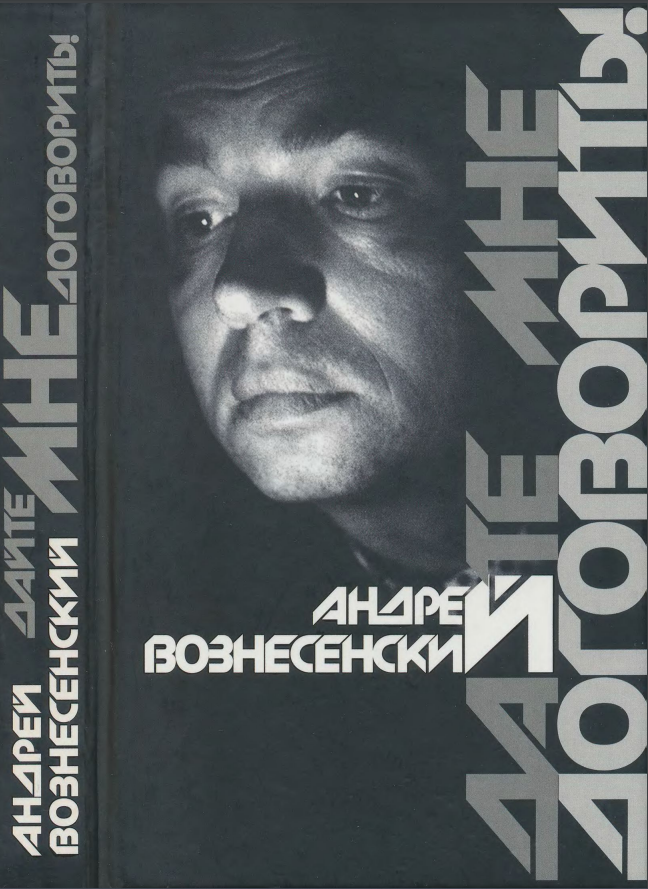 АНДРЕЙ
ВОЗНЕСЕНСКИЙ
ДАЙТЕ
МНЕ
ДОГОВОРИТЬ!
АНДРЕЙ
ВОЗНЕСЕНСКИЙ
ДАЙТЕ МНЕ
ДОГОВОРИТЬ!